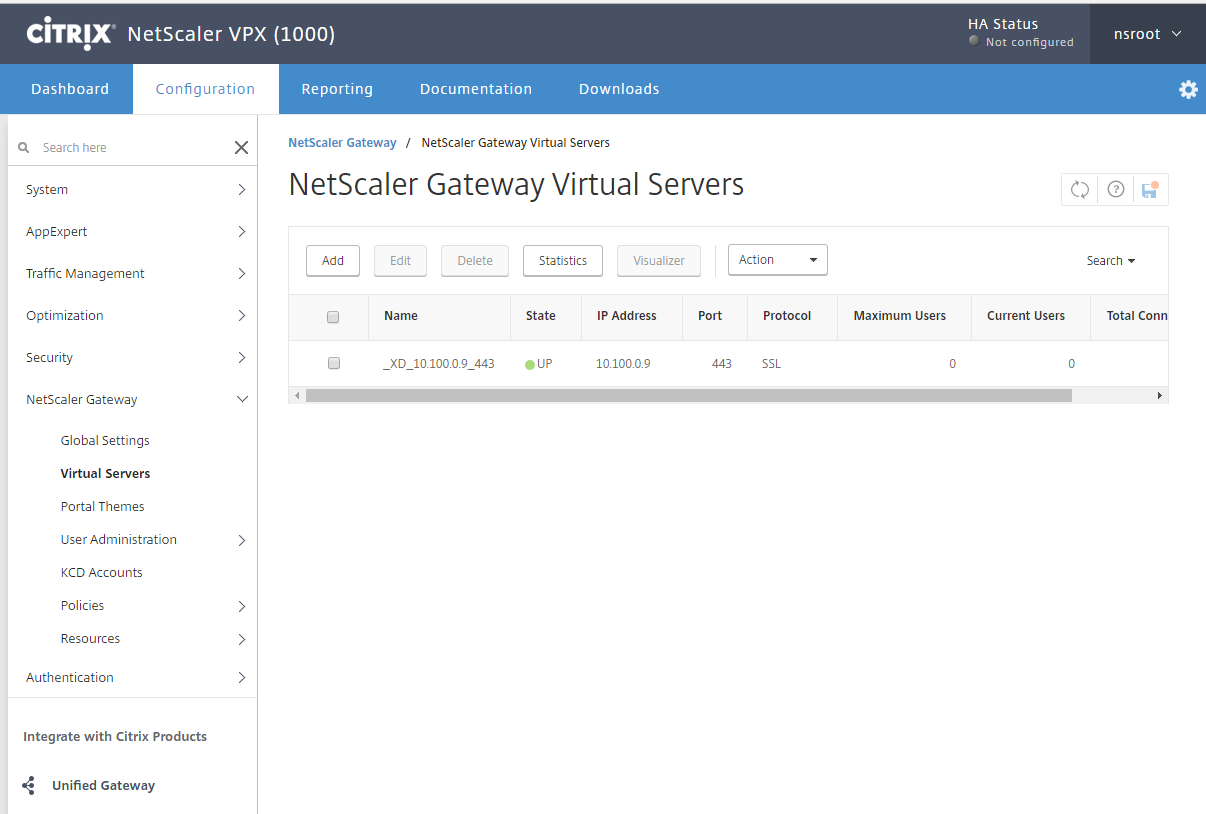 CİTRIX NetScaler VPX (1000)
HA Status
Not configured
nsroot
Dashboard Configuration Reporting Documentation Downloads
Search here
System
AppExpert
Traffic Management
Optimization
Security
NetScaler Gateway
Global Settings
Virtual Servers
Portal Themes
User Administration
KCD Accounts
Policies
Resources
Authentication
Integrate with Citrix Products
Unified Gateway
NetScaler Gateway / NetScaler Gateway Virtual Servers
NetScaler Gateway Virtual Servers
Add Edit Delete Statistics Visualizer Action Search
Name State IP Address Port Protocol Maximum Users Current Users Total Conn
_XD_10.100.0.9_443 UP 10.100.0.9 443 SSL 0 0